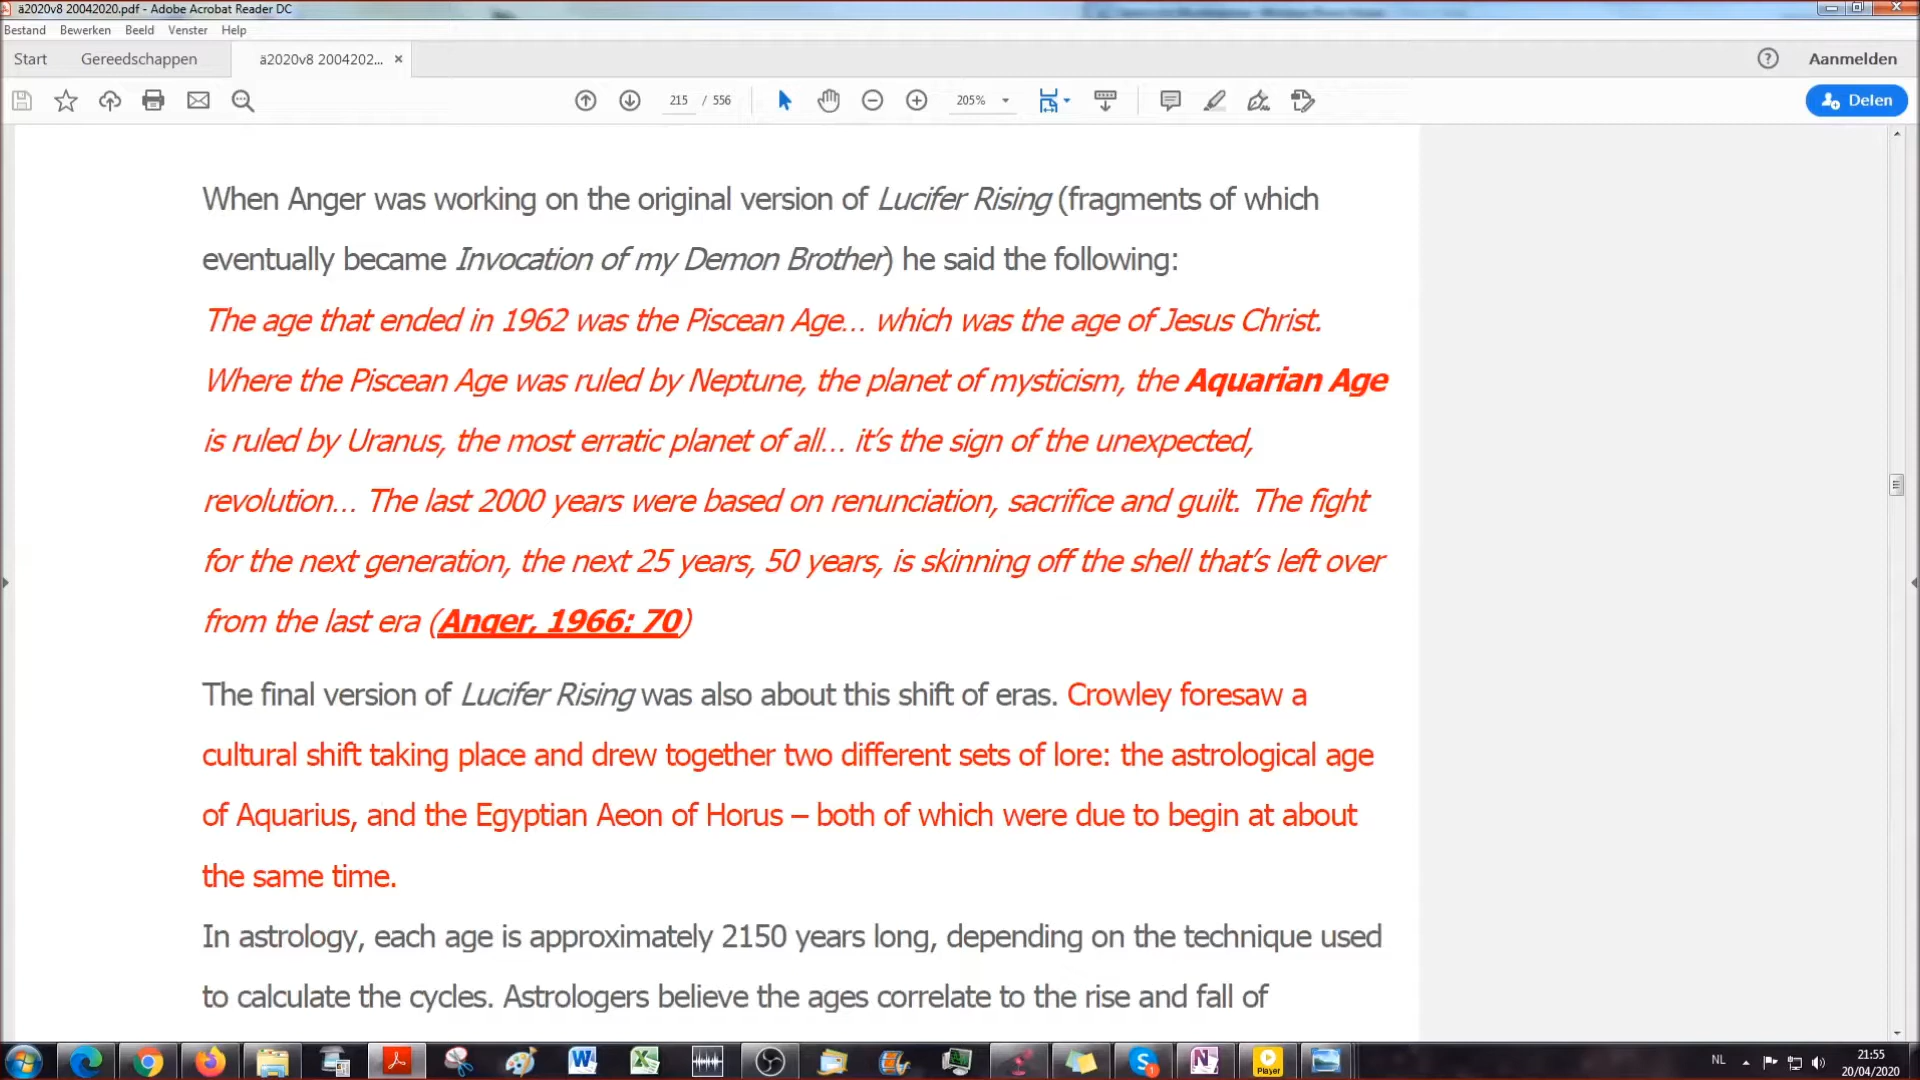 ä2020v8 20042020.pdf - Adobe Acrobat Reader DC
Bestand Bewerken Beeld Venster Help
Start Gereedschappen ä2020v8 2004202... × Aanmelden
215 / 556 205% Delen
When Anger was working on the original version of Lucifer Rising (fragments of which
eventually became Invocation of my Demon Brother) he said the following:
The age that ended in 1962 was the Piscean Age… which was the age of Jesus Christ.
Where the Piscean Age was ruled by Neptune, the planet of mysticism, the Aquarian Age
is ruled by Uranus, the most erratic planet of all… it’s the sign of the unexpected,
revolution… The last 2000 years were based on renunciation, sacrifice and guilt. The fight
for the next generation, the next 25 years, 50 years, is skinning off the shell that’s left over
from the last era (Anger, 1966: 70)
The final version of Lucifer Rising was also about this shift of eras. Crowley foresaw a
cultural shift taking place and drew together two different sets of lore: the astrological age
of Aquarius, and the Egyptian Aeon of Horus – both of which were due to begin at about
the same time.
In astrology, each age is approximately 2150 years long, depending on the technique used
to calculate the cycles. Astrologers believe the ages correlate to the rise and fall of
Player
NL
21:55
20/04/2020